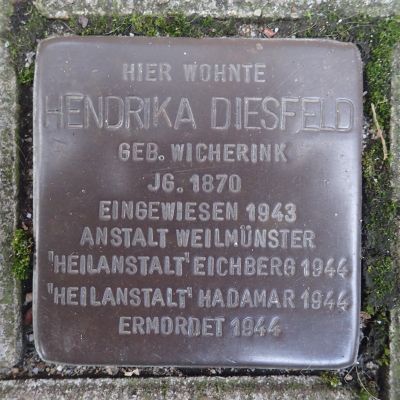 HIER WOHNTE
HENDRIKA DIESFELD
GEB. WICHERINK
JG. 1870
EINGEWIESEN 1943
ANSTALT WEILMÜNSTER
'HEILANSTALT' EICHBERG 1944
'HEILANSTALT' HADAMAR 1944
ERMORDET 1944